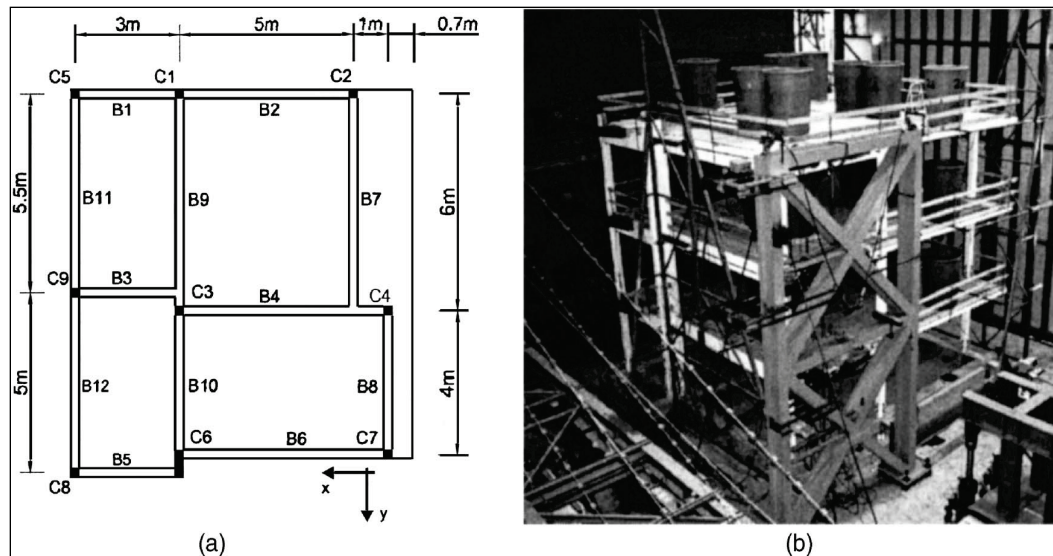 3m 5m 1m 0.7m
C5 C1 C2
B1 B2
5.5m B11 B9 B7 6m
C9 B3 C3 B4 C4
5m B12 B10 B8 4m
C6 B6 C7
B5
C8 x y
(a) (b)